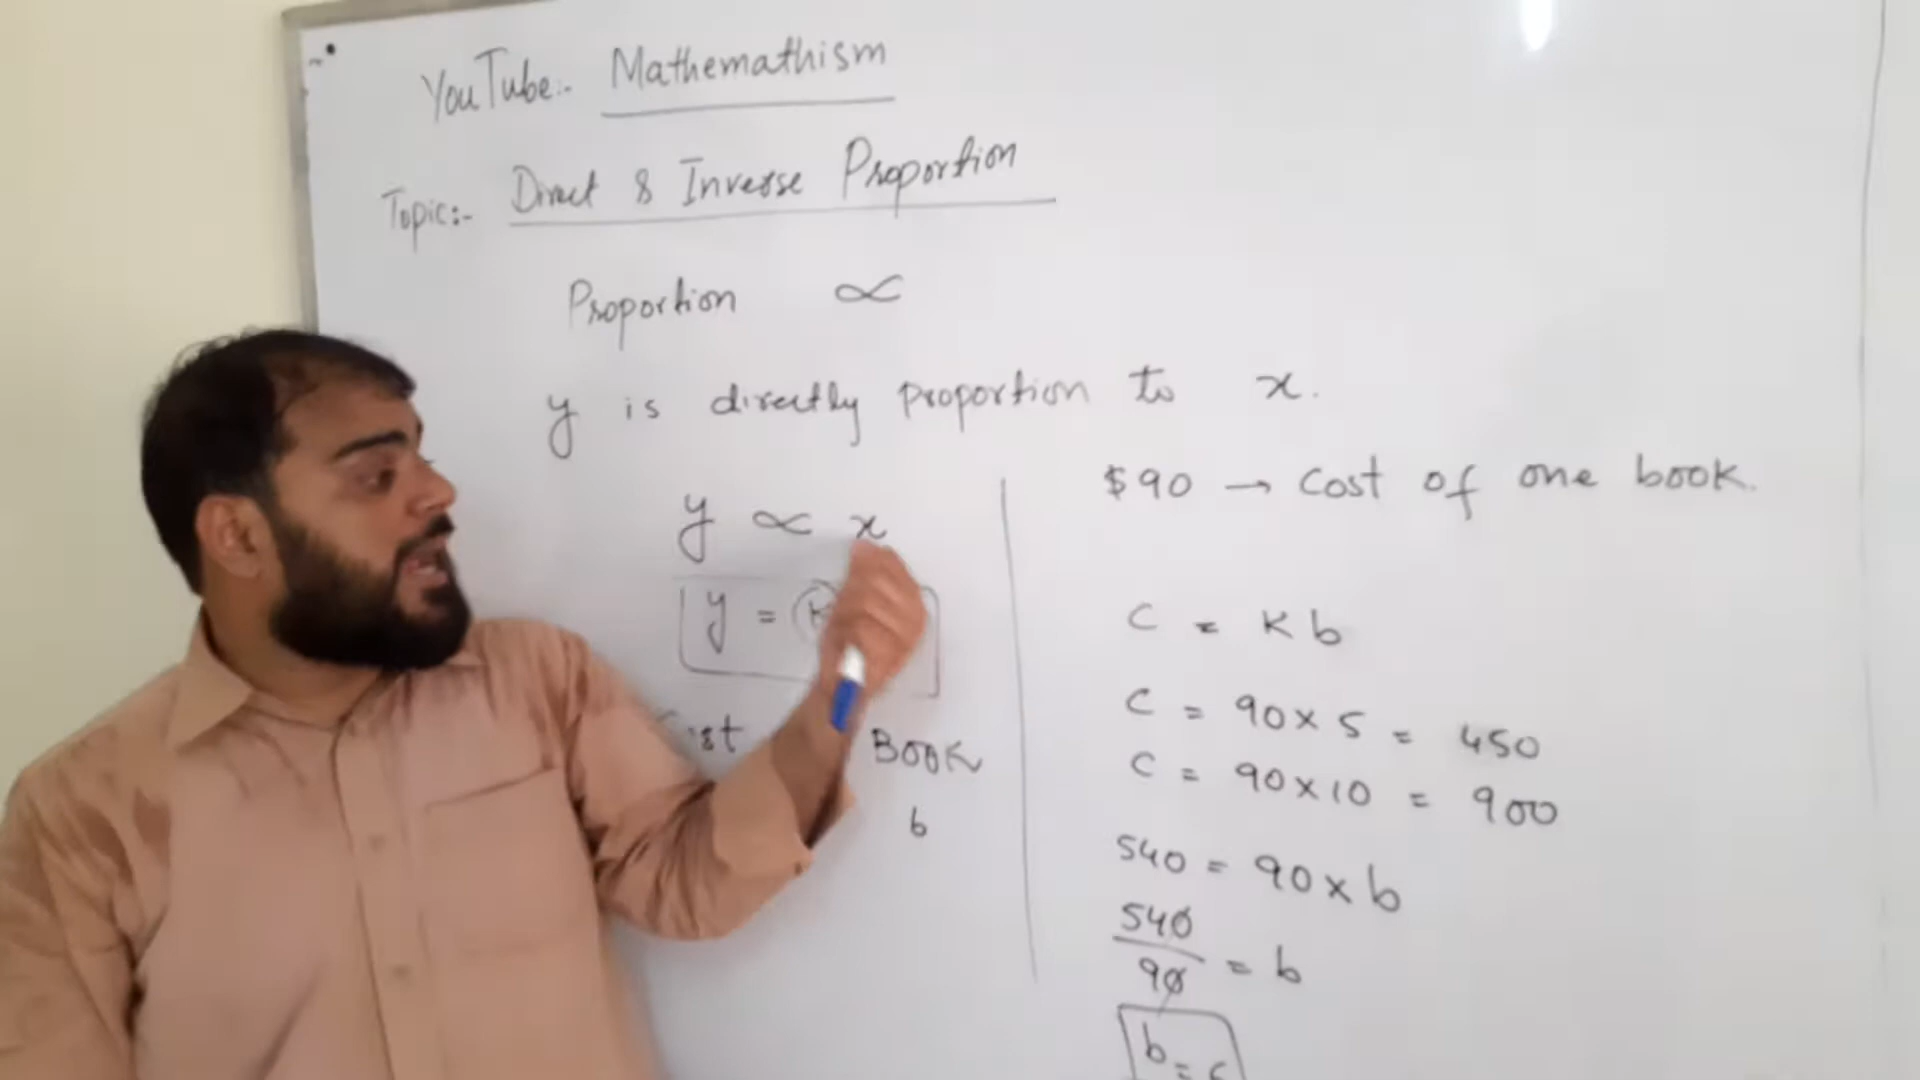 YouTube:- Mathemathism
Topic:- Direct & Inverse Proportion
Proportion ∝
y is directly proportion to x.
y ∝ x
y = K
BOOK
b
$90 → Cost of one book.
C = K b
C = 90 x 5 = 450
C = 90 x 10 = 900
540 = 90 x b
540/90 = b
b =